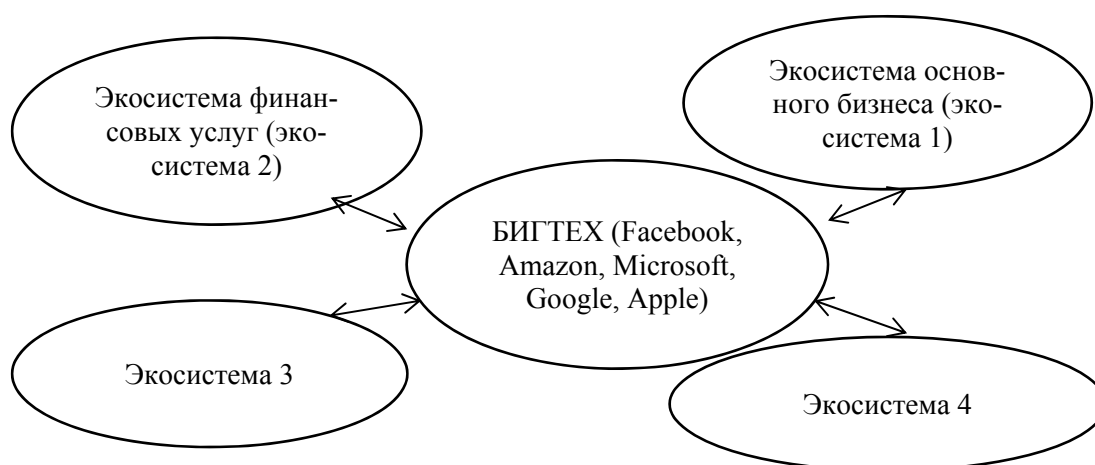 Экосистема финан-
совых услуг (эко-
система 2)
Экосистема основ-
ного бизнеса (эко-
система 1)
БИГТЕХ (Facebook,
Amazon, Microsoft,
Google, Apple)
Экосистема 3
Экосистема 4